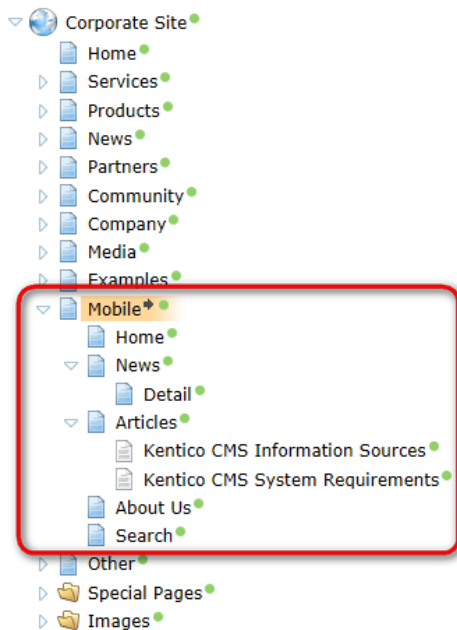 Corporate Site
Home
Services
Products
News
Partners
Community
Company
Media
Examples
Mobile
Home
News
Detail
Articles
Kentico CMS Information Sources
Kentico CMS System Requirements
About Us
Search
Other
Special Pages
Images